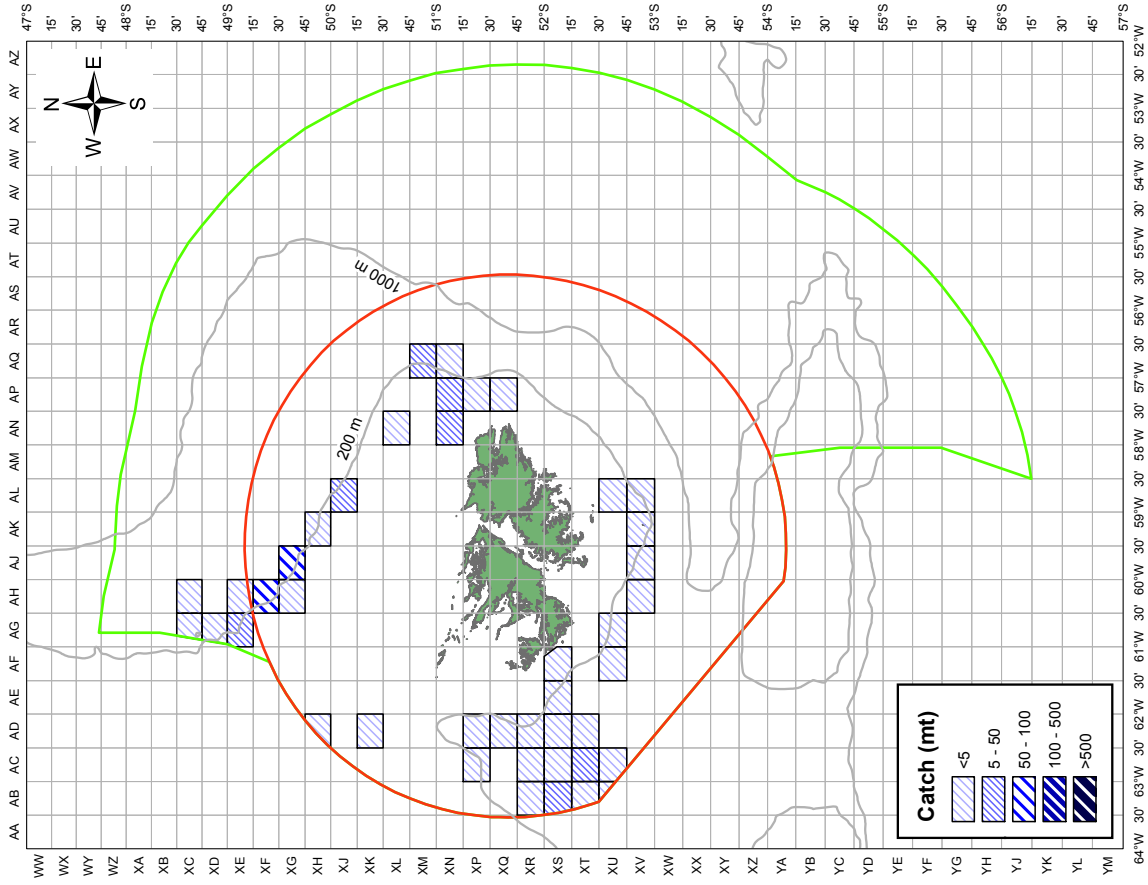 AA AB AC AD AE AF AG AH AJ AK AL AM AN AP AQ AR AS AT AU AV AW AX AY AZ
WW
WX
WY
WZ
XA
XB
XC
XD
XE
XF
XG
XH
XJ
XK
XL
XM
XN
XP
XQ
XR
XS
XT
XU
XV
XW
XX
XY
XZ
YA
YB
YC
YD
YE
YF
YG
YH
YJ
YK
YL
YM
N
W E
S
200 m
1000 m
Catch (mt)
<5
5 - 50
50 - 100
100 - 500
>500
47°S
15'
30'
45'
48°S
15'
30'
45'
49°S
15'
30'
45'
50°S
15'
30'
45'
51°S
15'
30'
45'
52°S
15'
30'
45'
53°S
15'
30'
45'
54°S
15'
30'
45'
55°S
15'
30'
45'
56°S
15'
30'
45'
57°S
64°W 30' 63°W 30' 62°W 30' 61°W 30' 60°W 30' 59°W 30' 58°W 30' 57°W 30' 56°W 30' 55°W 30' 54°W 30' 53°W 30' 52°W